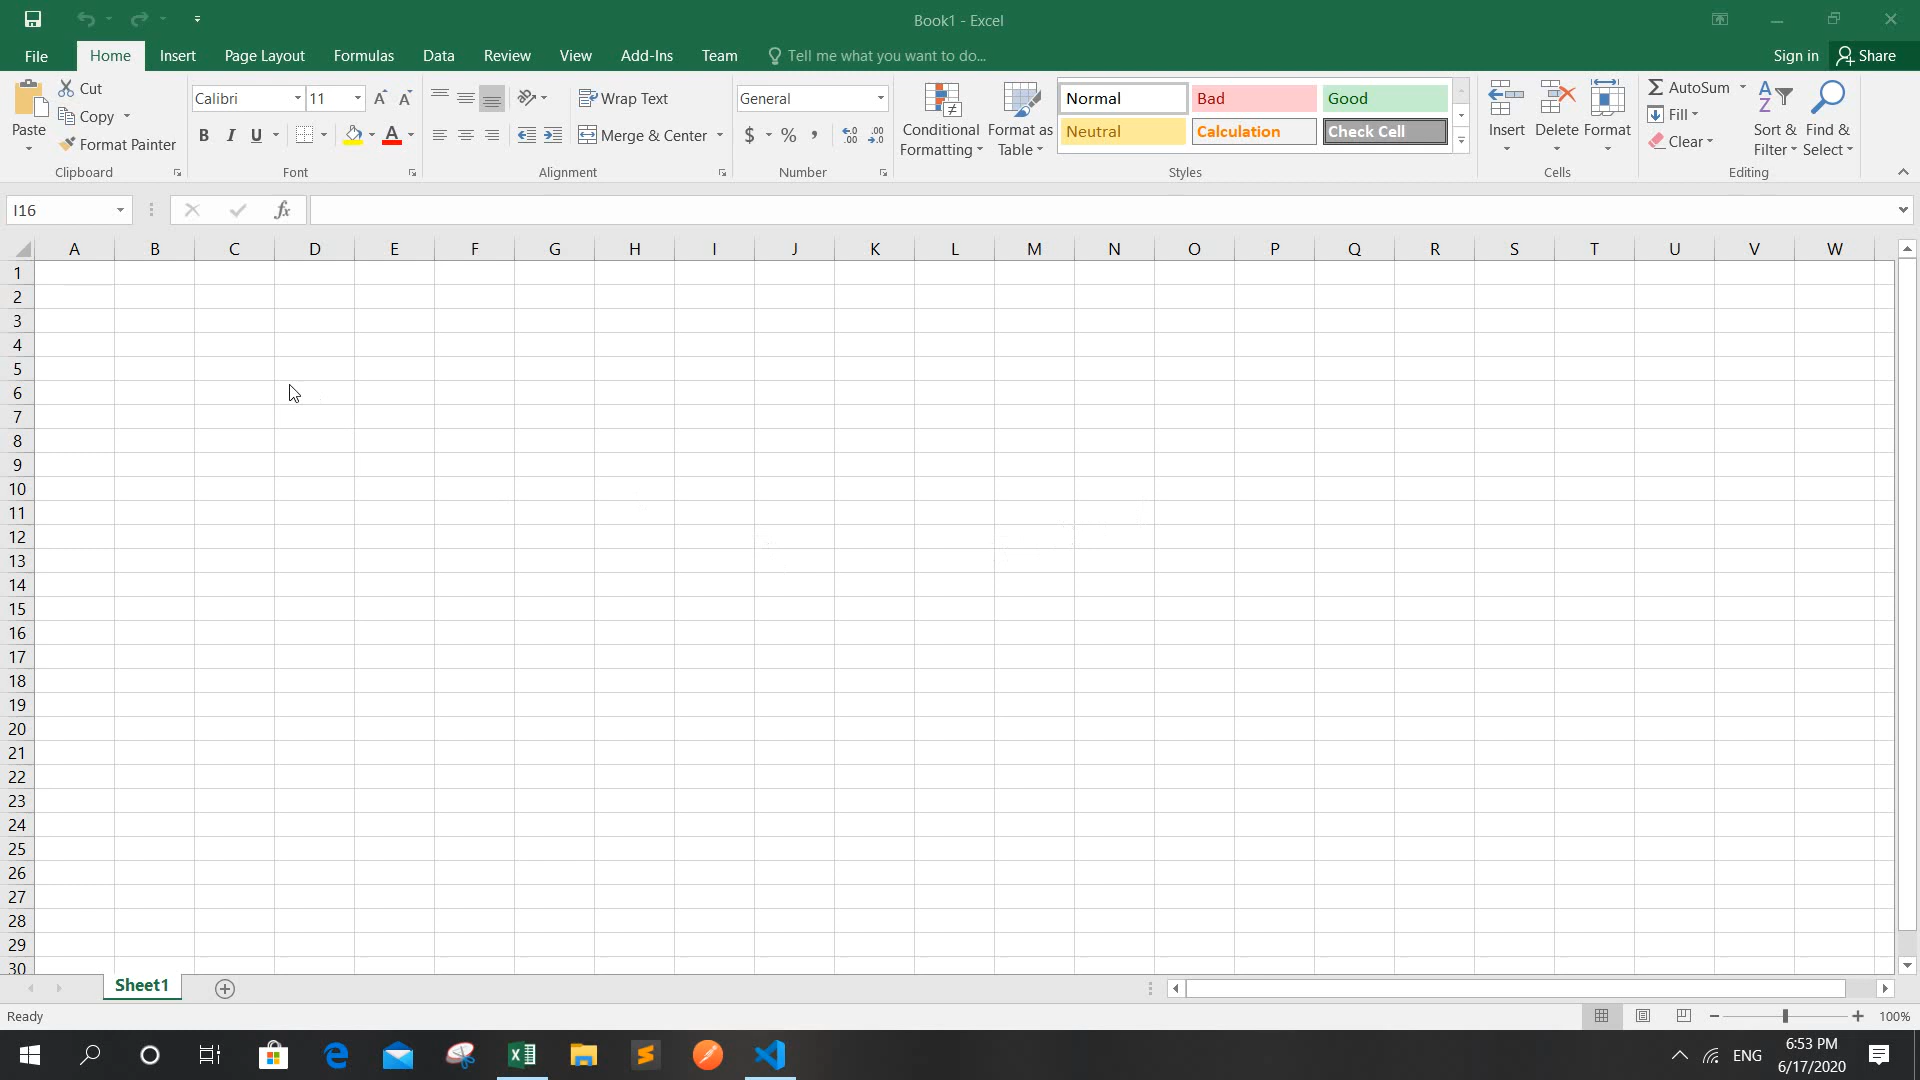 Book1 - Excel
File Home Insert Page Layout Formulas Data Review View Add-Ins Team Tell me what you want to do... Sign in Share
Paste
Cut
Copy
Format Painter
Clipboard
Calibri 11
B I U
A
Font
Wrap Text
Merge & Center
Alignment
General
$ % ,
Number
Conditional Formatting
Format as Table
Normal Bad Good
Neutral Calculation Check Cell
Styles
Insert Delete Format
Cells
AutoSum
Fill
Clear
Sort & Filter
Find & Select
Editing
I16
fx
A B C D E F G H I J K L M N O P Q R S T U V W
1
2
3
4
5
6
7
8
9
10
11
12
13
14
15
16
17
18
19
20
21
22
23
24
25
26
27
28
29
30
Sheet1
Ready
100%
ENG
6:53 PM
6/17/2020